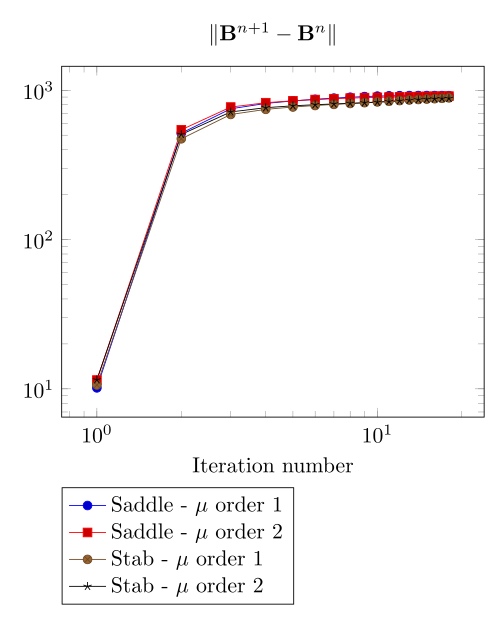 ‖B^{n+1} − B^n‖
10^3
10^2
10^1
10^0 10^1
Iteration number
Saddle - μ order 1
Saddle - μ order 2
Stab - μ order 1
Stab - μ order 2